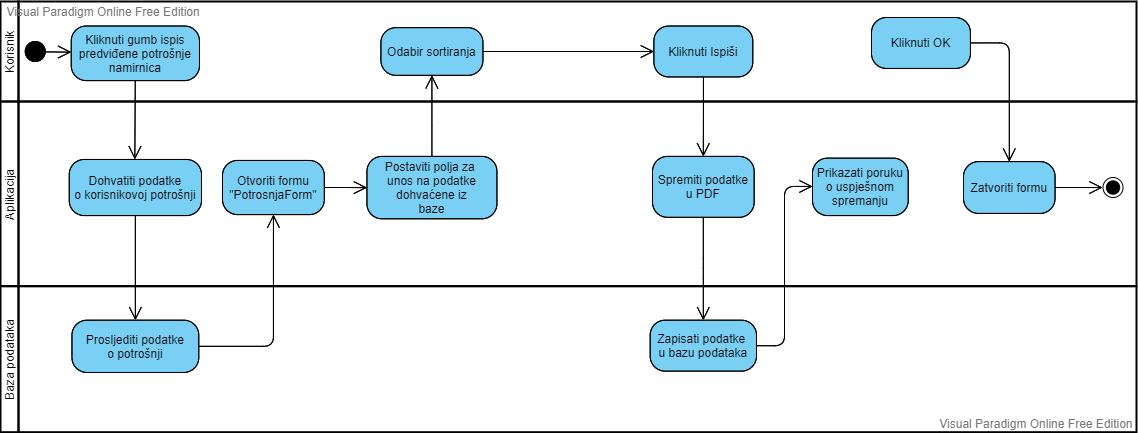 Visual Paradigm Online Free Edition
Korisnik
Kliknuti gumb ispis
predviđene potrošnje
namirnica
Odabir sortiranja
Kliknuti Ispiši
Kliknuti OK
Aplikacija
Dohvatiti podatke
o korisnikovoj potrošnji
Otvoriti formu
"PotrosnjaForm"
Postaviti polja za
unos na podatke
dohvaćene iz
baze
Spremiti podatke
u PDF
Prikazati poruku
o uspješnom
spremanju
Zatvoriti formu
Baza podataka
Prosljediti podatke
o potrošnji
Zapisati podatke
u bazu podataka
Visual Paradigm Online Free Edition